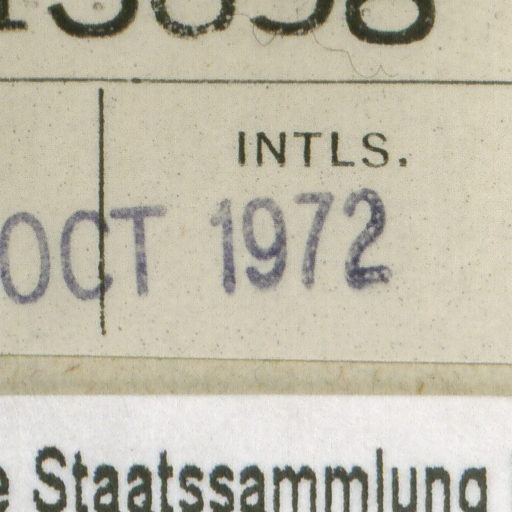 INTLS.
OCT 1972
Staatssammlung